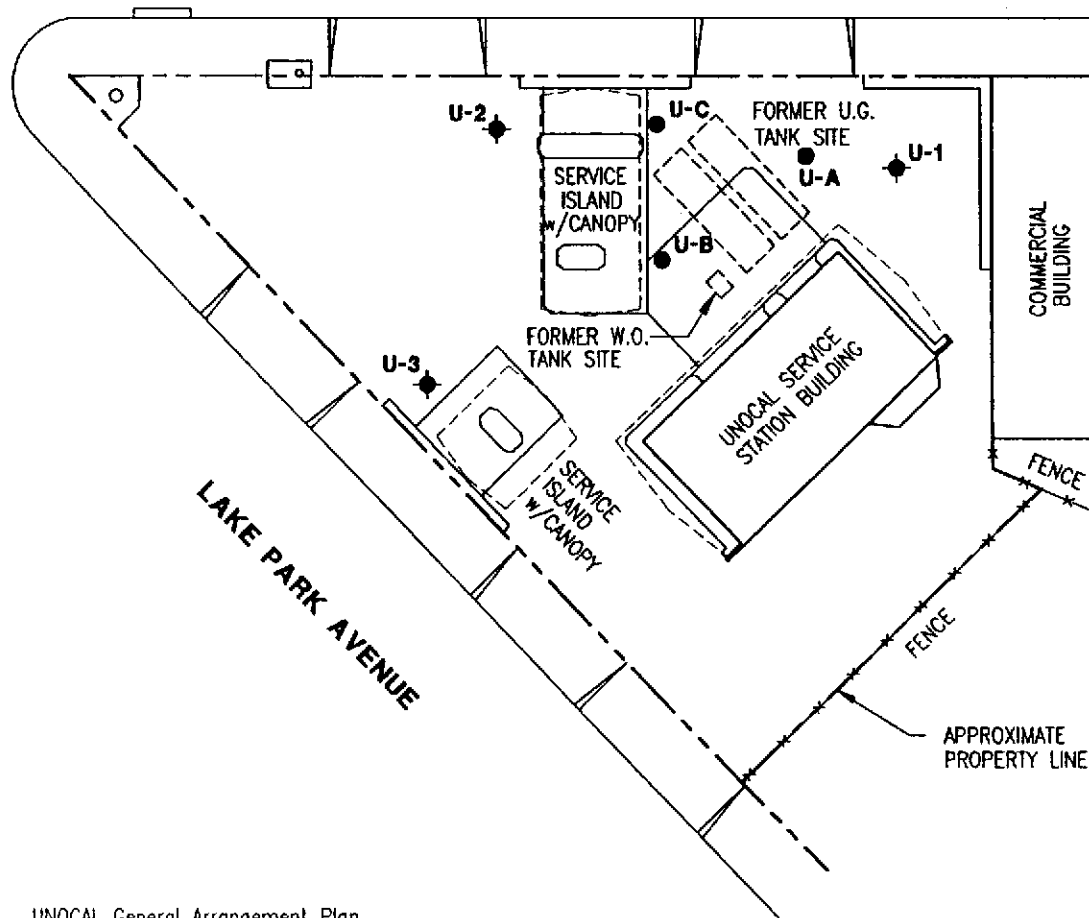 U-2
U-C
FORMER U.G.
TANK SITE
U-A
U-1
SERVICE
ISLAND
w/CANOPY
U-B
COMMERCIAL
BUILDING
FORMER W.O.
TANK SITE
U-3
UNOCAL SERVICE
STATION BUILDING
SERVICE
ISLAND
w/CANOPY
FENCE
LAKE PARK AVENUE
FENCE
APPROXIMATE
PROPERTY LINE
UNOCAL General Arrangement Plan